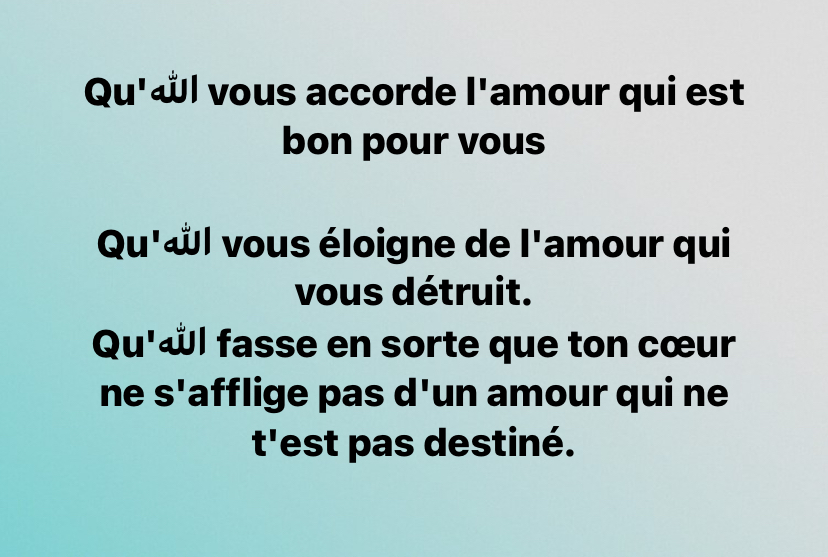 Qu'الله vous accorde l'amour qui est
bon pour vous
Qu'الله vous éloigne de l'amour qui
vous détruit.
Qu'الله fasse en sorte que ton cœur
ne s'afflige pas d'un amour qui ne
t'est pas destiné.